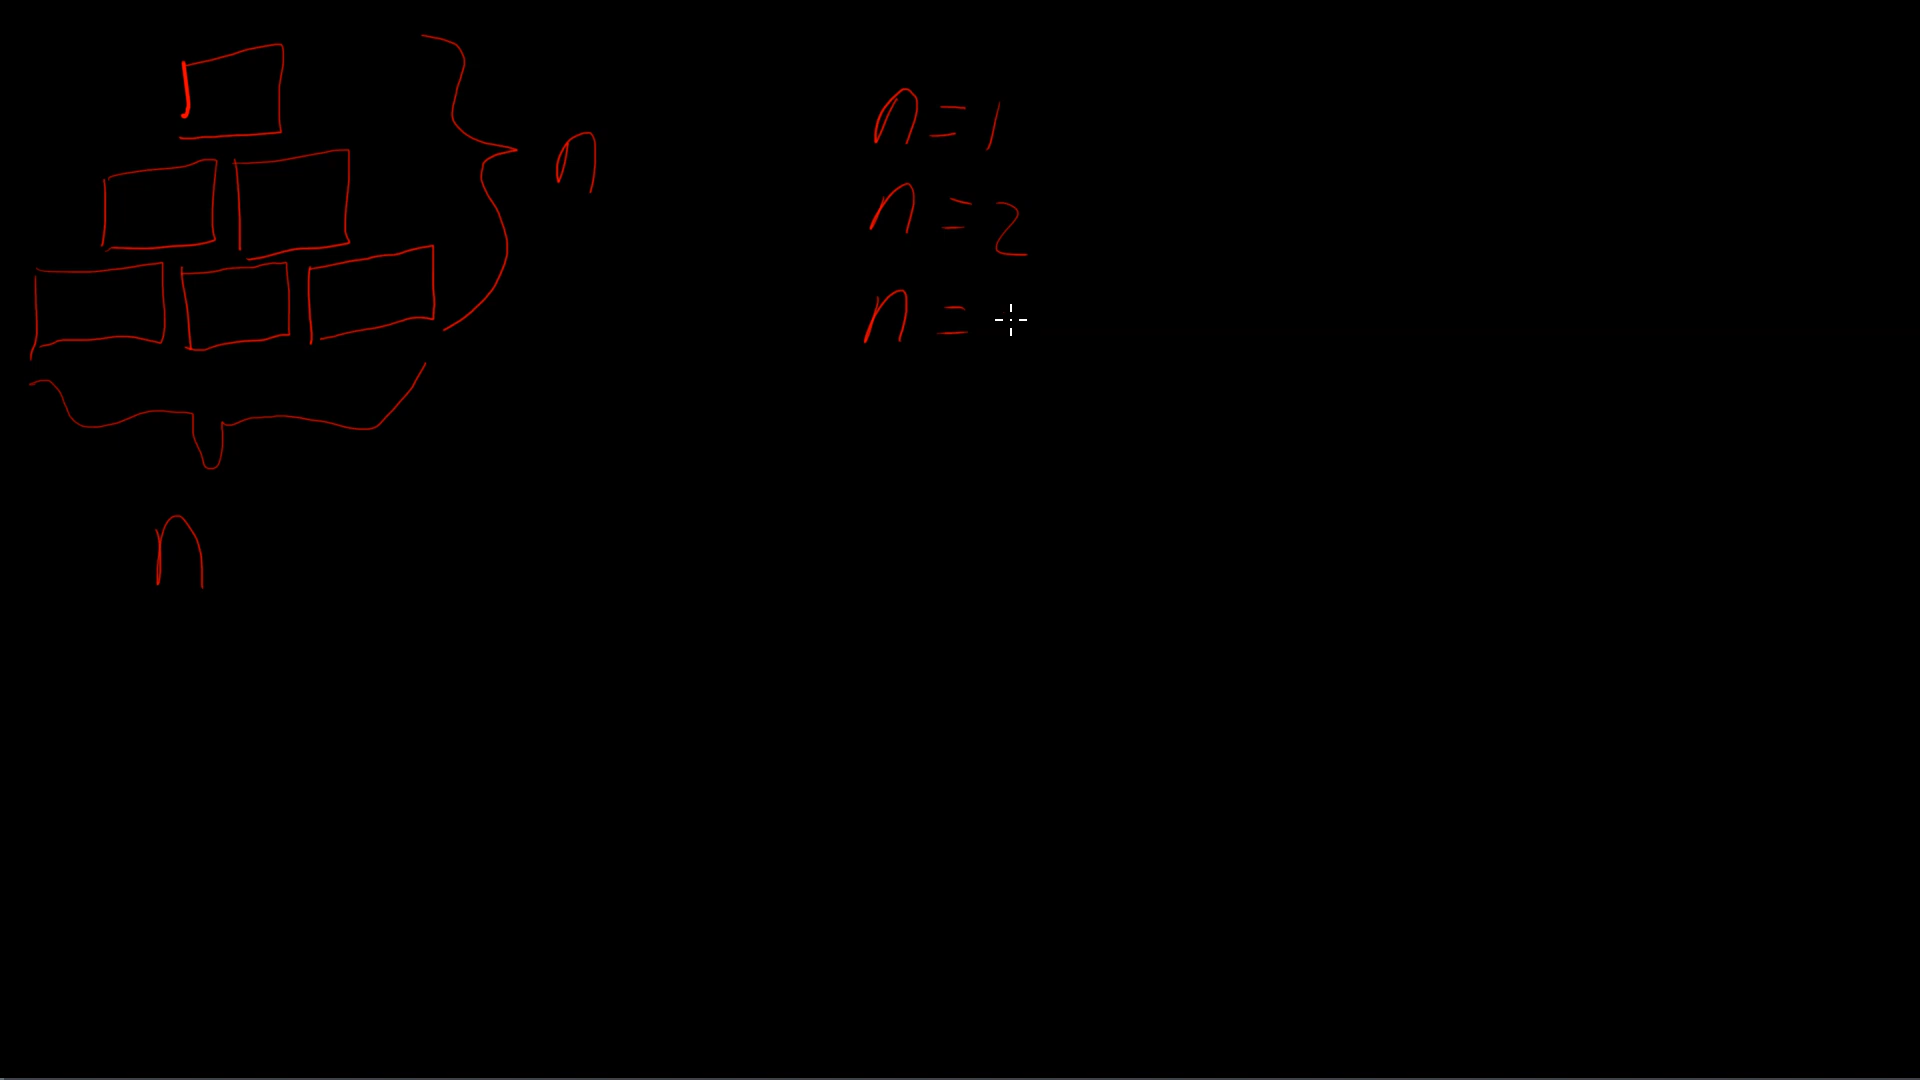 n
n
n = 1
n = 2
n =